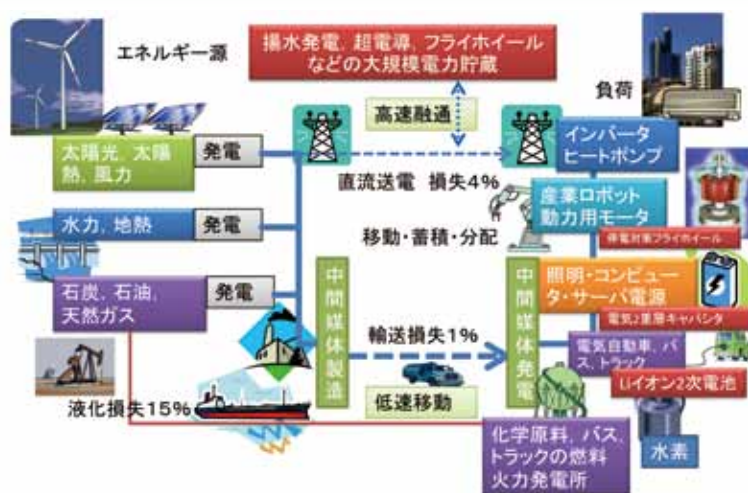 エネルギー源
揚水発電，超電導，フライホイール
などの大規模電力貯蔵
負荷
高速融通
太陽光，太陽
熱，風力
発電
インバータ
ヒートポンプ
直流送電 損失4%
産業ロボット
動力用モータ
水力，地熱
発電
移動・蓄積・分配
停電対策フライホイール
石炭，石油，
天然ガス
発電
中間媒体製造
中間媒体発電
照明・コンピュー
タ・サーバ電源
電気2重層キャパシタ
輸送損失1%
電気自動車，バ
ス，トラック
Liイオン2次電池
液化損失15%
低速移動
化学原料，バス，
トラックの燃料
火力発電所
水素